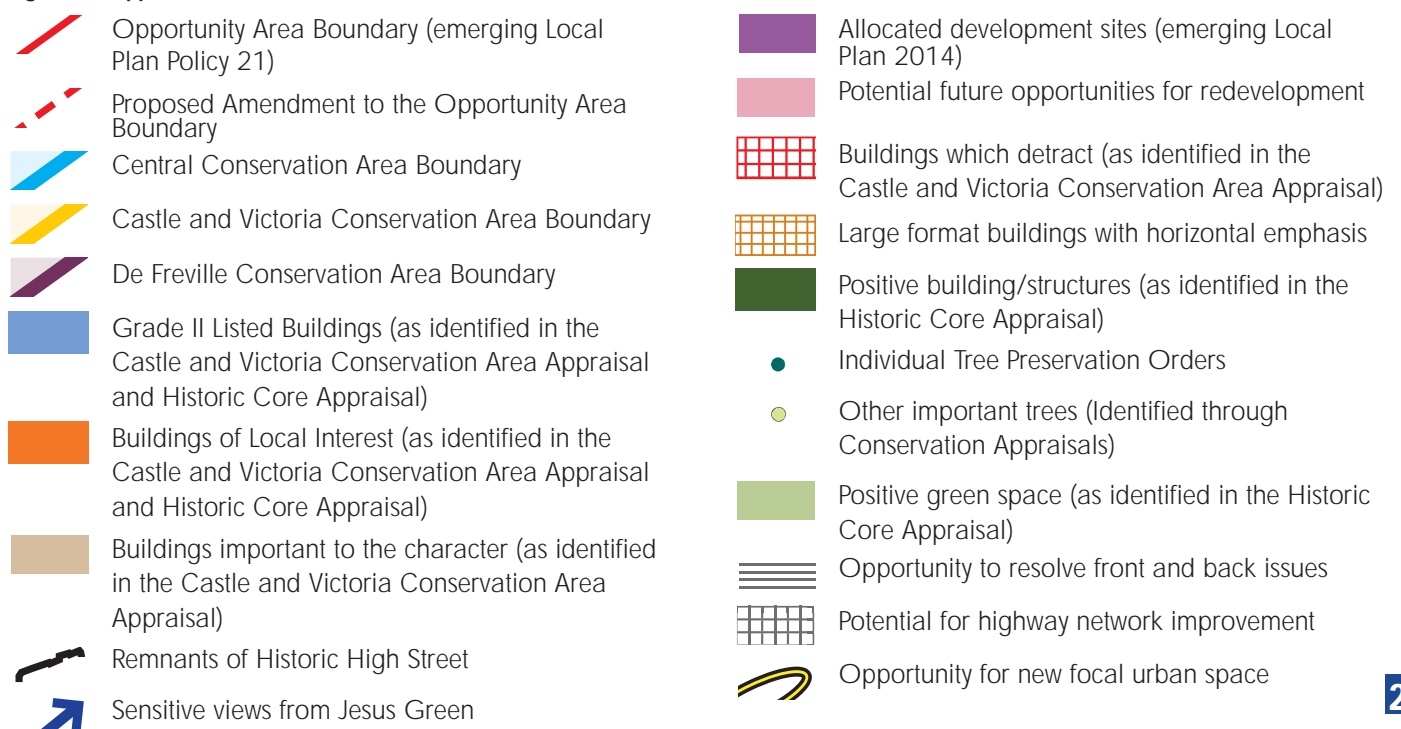 Opportunity Area Boundary (emerging Local
Plan Policy 21)
Proposed Amendment to the Opportunity Area
Boundary
Central Conservation Area Boundary
Castle and Victoria Conservation Area Boundary
De Freville Conservation Area Boundary
Grade II Listed Buildings (as identified in the
Castle and Victoria Conservation Area Appraisal
and Historic Core Appraisal)
Buildings of Local Interest (as identified in the
Castle and Victoria Conservation Area Appraisal
and Historic Core Appraisal)
Buildings important to the character (as identified
in the Castle and Victoria Conservation Area
Appraisal)
Remnants of Historic High Street
Sensitive views from Jesus Green
Allocated development sites (emerging Local
Plan 2014)
Potential future opportunities for redevelopment
Buildings which detract (as identified in the
Castle and Victoria Conservation Area Appraisal)
Large format buildings with horizontal emphasis
Positive building/structures (as identified in the
Historic Core Appraisal)
Individual Tree Preservation Orders
Other important trees (Identified through
Conservation Appraisals)
Positive green space (as identified in the Historic
Core Appraisal)
Opportunity to resolve front and back issues
Potential for highway network improvement
Opportunity for new focal urban space
2